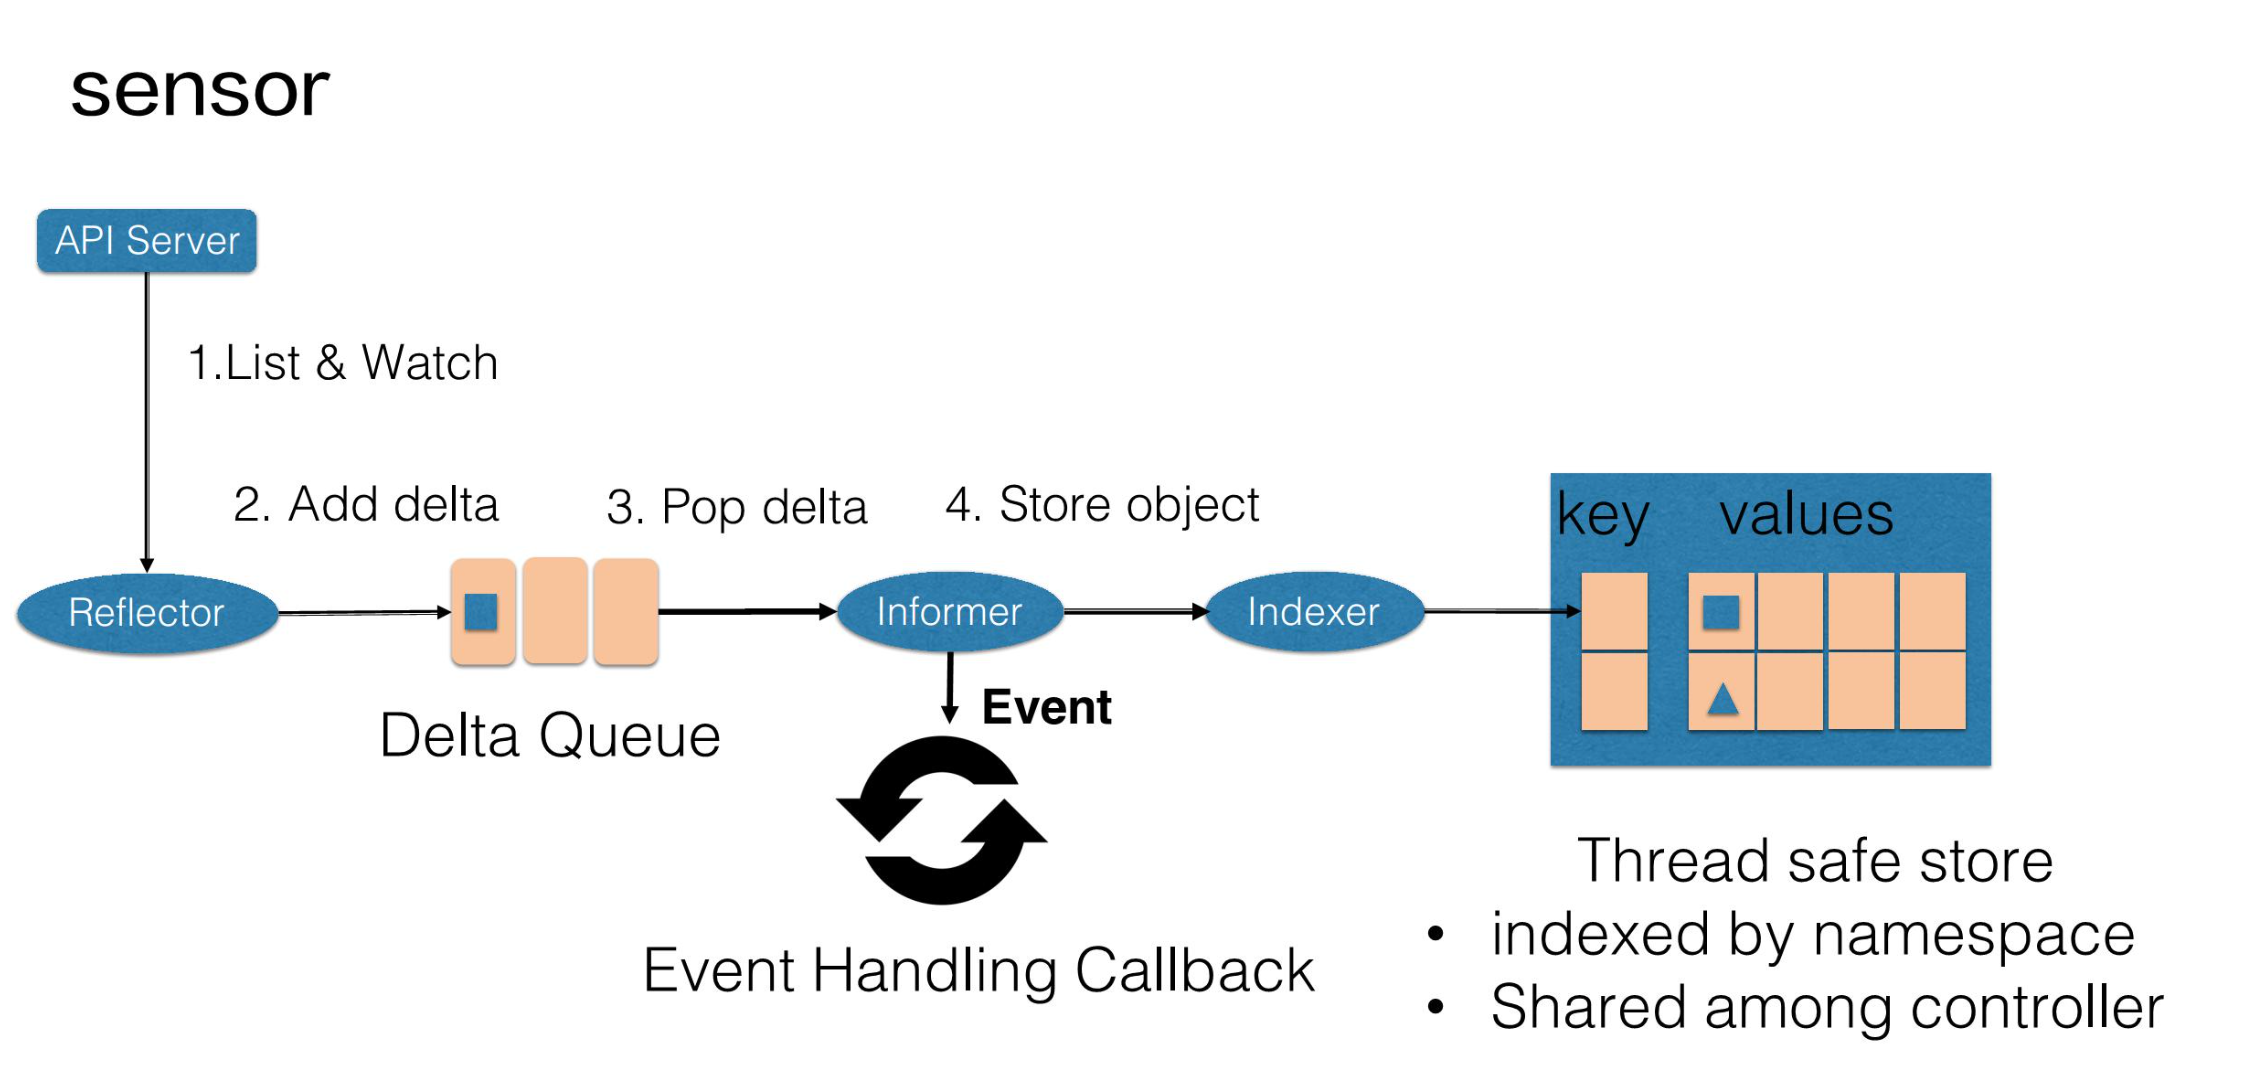 sensor
API Server
1.List & Watch
2. Add delta
3. Pop delta
4. Store object
key values
Reflector
Informer
Indexer
Event
Delta Queue
Event Handling Callback
Thread safe store
• indexed by namespace
• Shared among controller